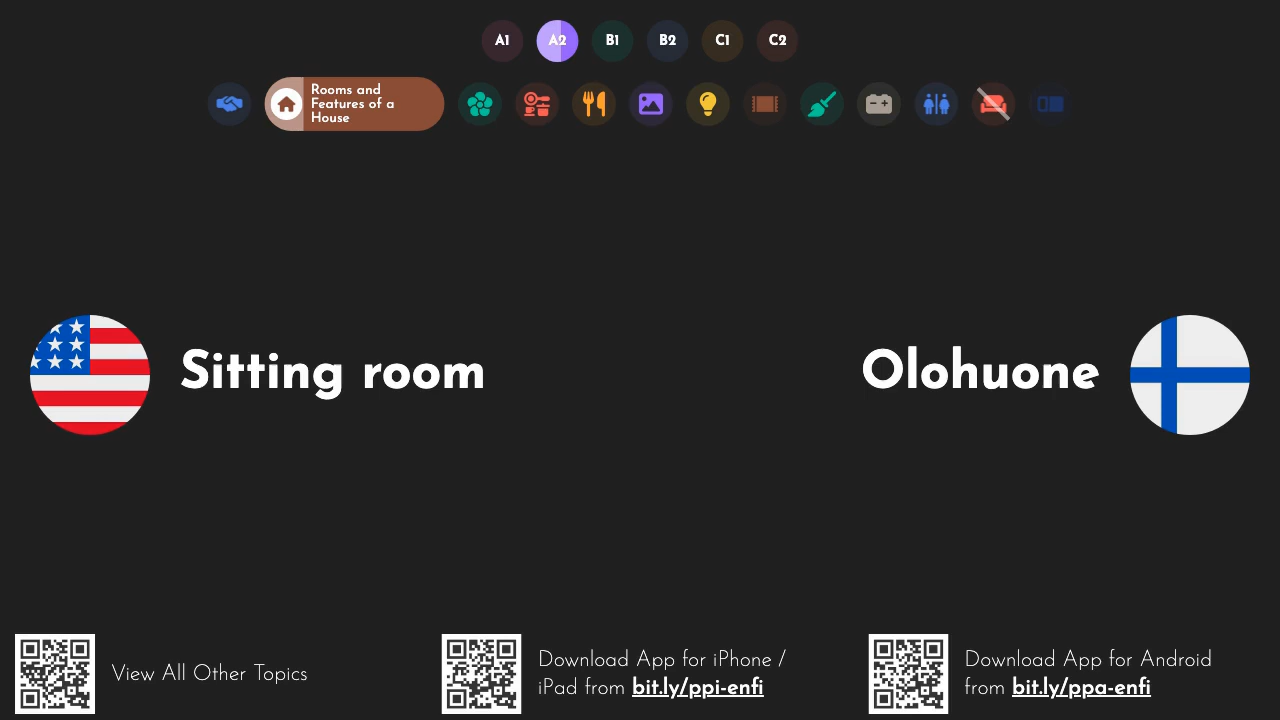 A1 A2 B1 B2 C1 C2
Rooms and
Features of a
House
Sitting room
Olohuone
View All Other Topics
Download App for iPhone /
iPad from bit.ly/ppi-enfi
Download App for Android
from bit.ly/ppa-enfi